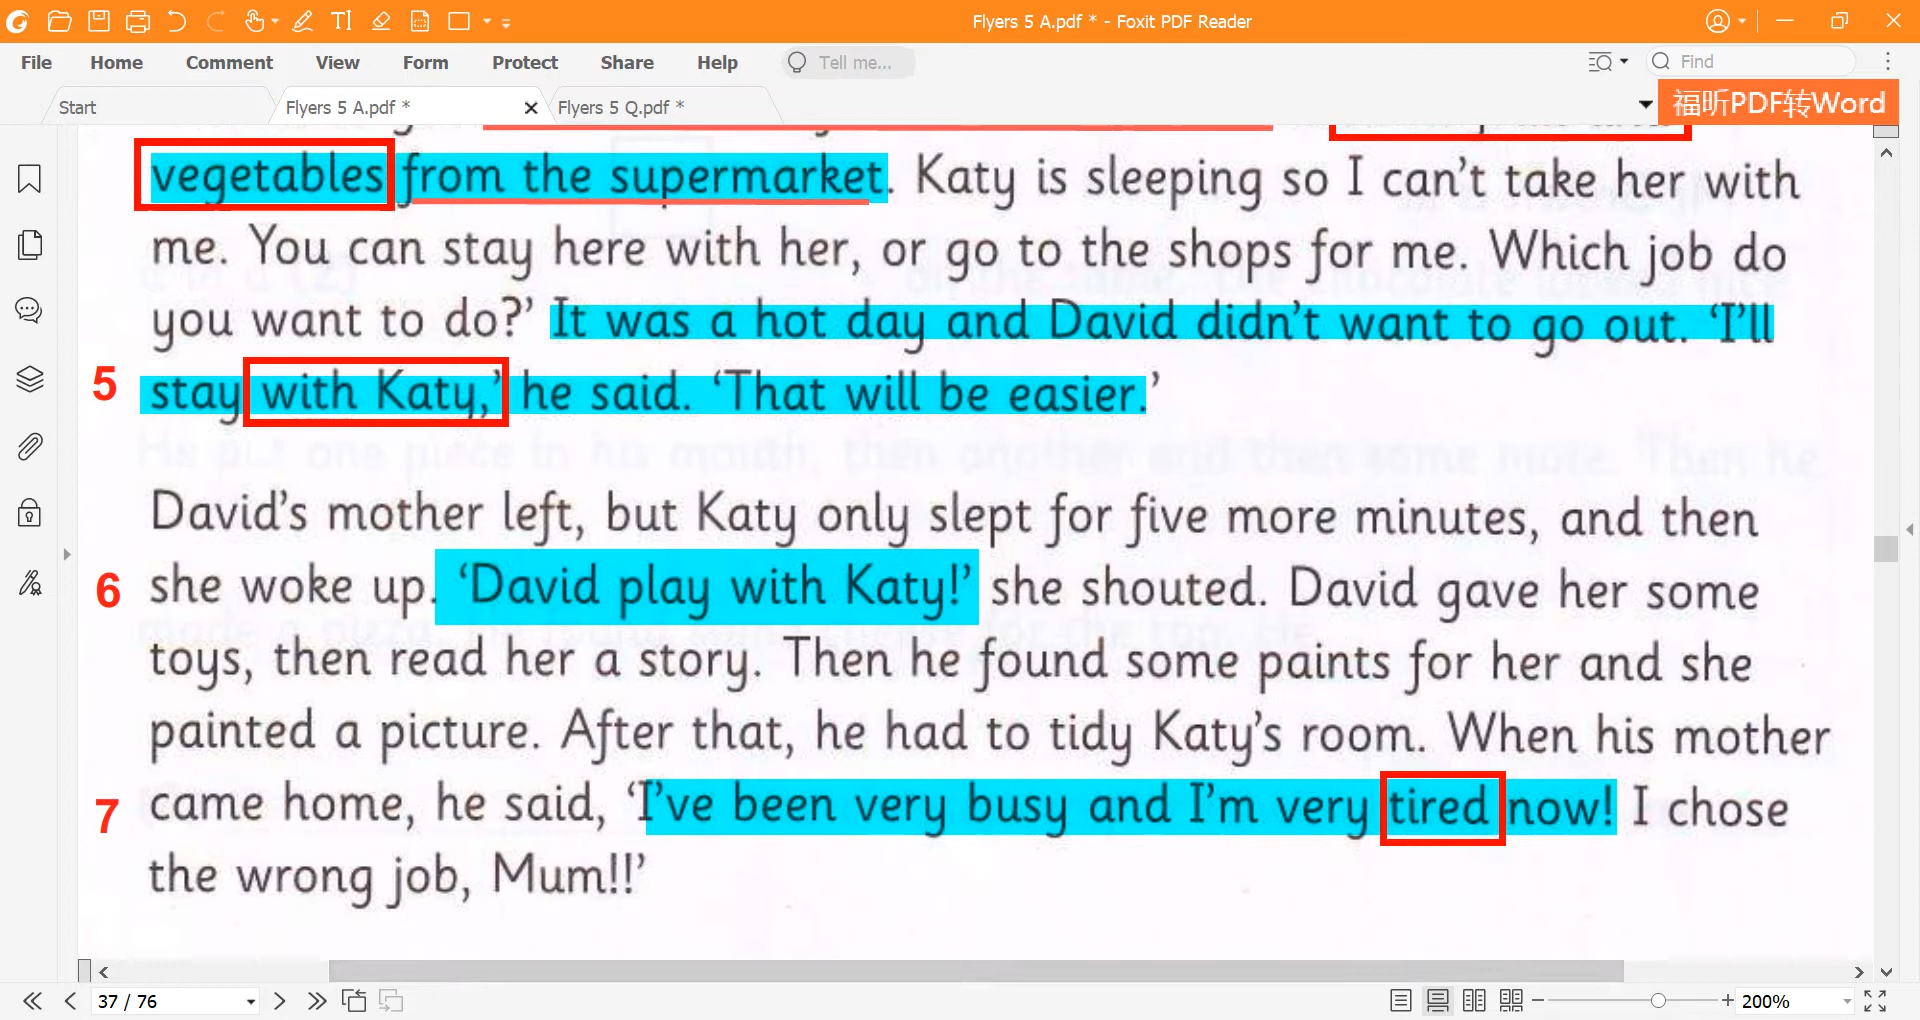 Flyers 5 A.pdf * - Foxit PDF Reader
File Home Comment View Form Protect Share Help Tell me... Find
Start Flyers 5 A.pdf * Flyers 5 Q.pdf * 福昕PDF转Word
vegetables from the supermarket. Katy is sleeping so I can't take her with
me. You can stay here with her, or go to the shops for me. Which job do
you want to do?' It was a hot day and David didn't want to go out. 'I'll
5 stay with Katy,' he said. 'That will be easier.'
David's mother left, but Katy only slept for five more minutes, and then
6 she woke up. 'David play with Katy!' she shouted. David gave her some
toys, then read her a story. Then he found some paints for her and she
painted a picture. After that, he had to tidy Katy's room. When his mother
7 came home, he said, 'I've been very busy and I'm very tired now! I chose
the wrong job, Mum!!'
37 / 76 200%